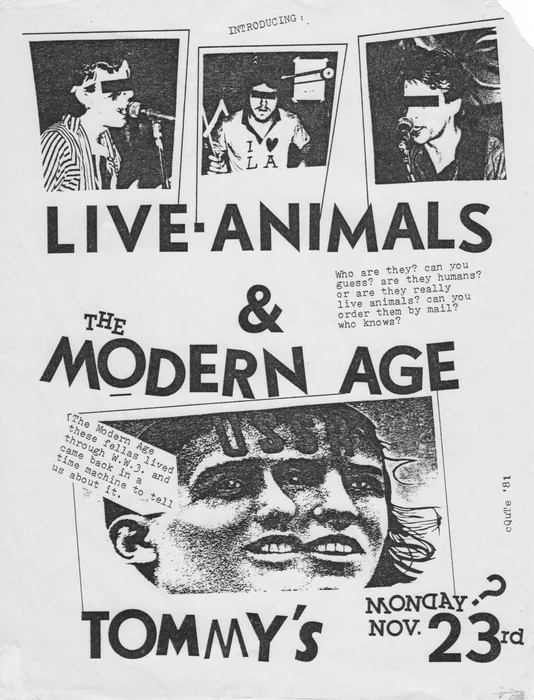 INTRODUCING:
I ♥
LA
LIVE-ANIMALS
Who are they? can you
guess? are they humans?
or are they really
live animals? can you
order them by mail?
who knows?
&
THE
MODERN AGE
"The Modern Age
these fellas lived
through W.W.3. and
came back in a
time machine to tell
us about it.
USSR
cQuTe '81
TOMMY'S
MONDAY-?
NOV. 23rd